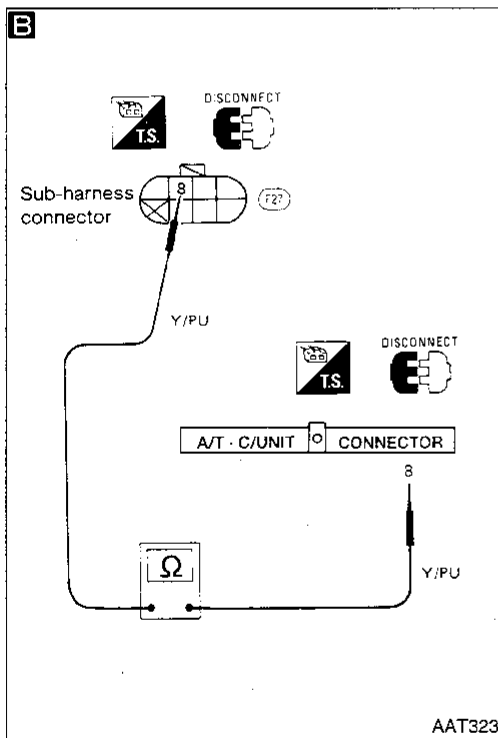 B
DISCONNECT
T.S.
8
Sub-harness
connector
F27
Y/PU
DISCONNECT
T.S.
A/T · C/UNIT CONNECTOR
8
Ω
Y/PU
AAT323